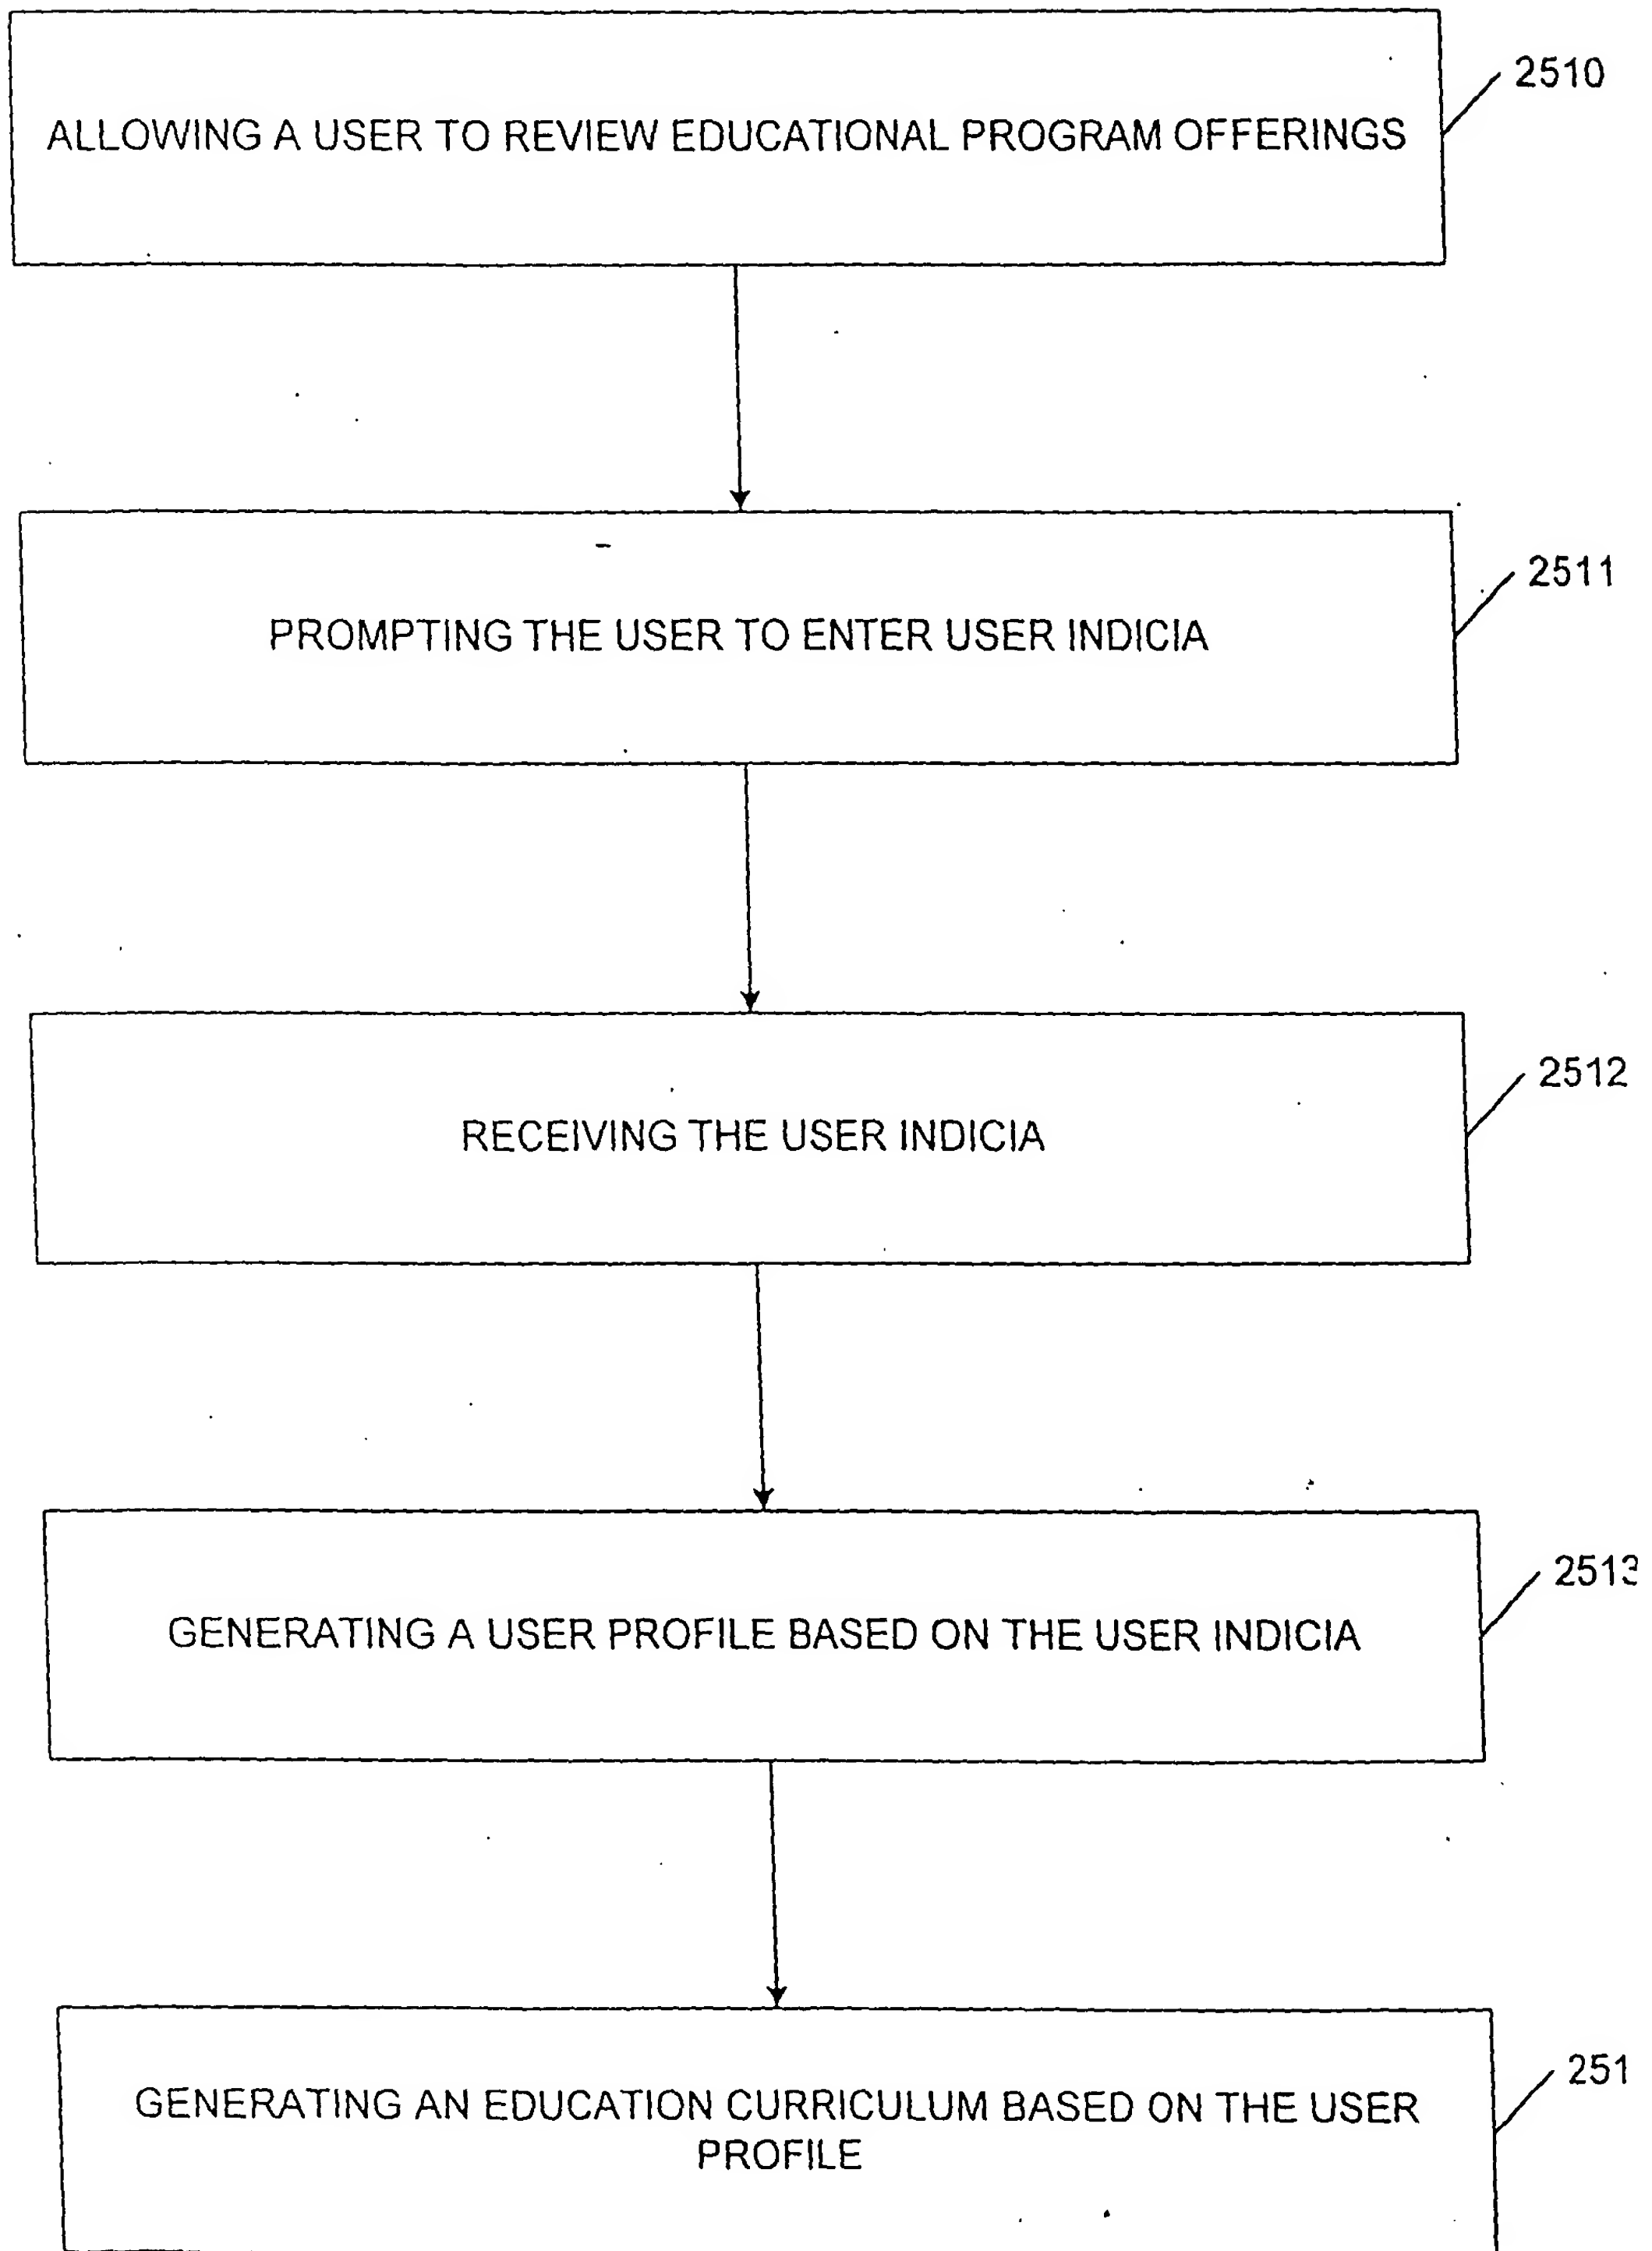 ALLOWING A USER TO REVIEW EDUCATIONAL PROGRAM OFFERINGS
2510
PROMPTING THE USER TO ENTER USER INDICIA
2511
RECEIVING THE USER INDICIA
2512
GENERATING A USER PROFILE BASED ON THE USER INDICIA
2513
GENERATING AN EDUCATION CURRICULUM BASED ON THE USER
PROFILE
251